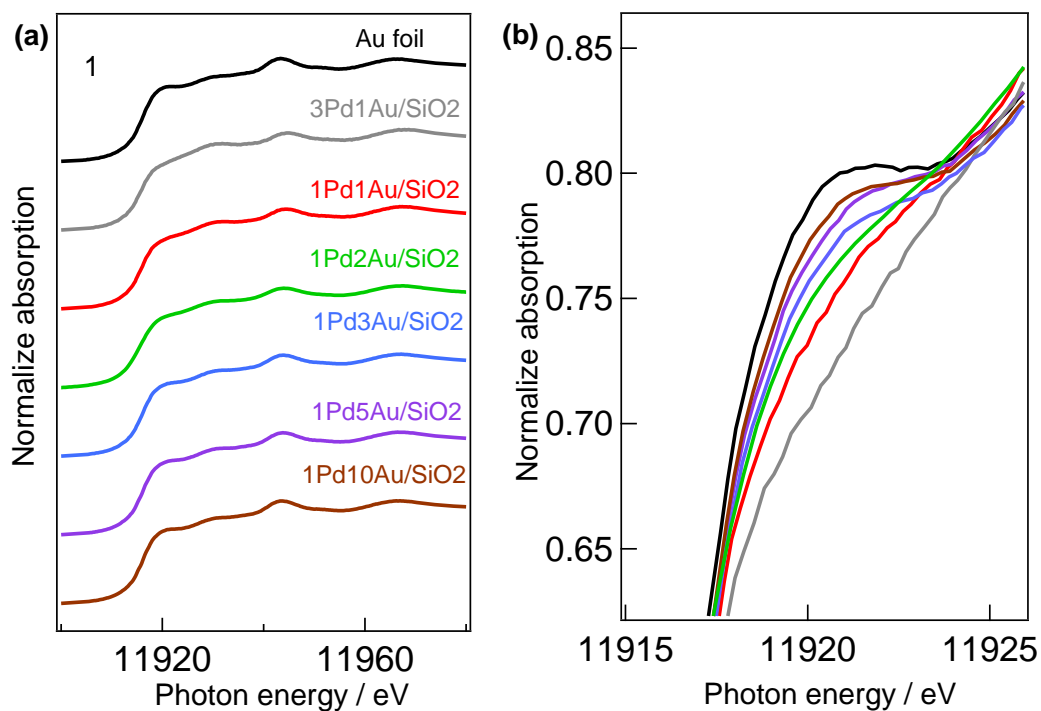 (a)
1
Au foil
3Pd1Au/SiO2
1Pd1Au/SiO2
1Pd2Au/SiO2
1Pd3Au/SiO2
1Pd5Au/SiO2
1Pd10Au/SiO2
Normalize absorption
11920 11960
Photon energy / eV
(b)
0.85
0.80
0.75
0.70
0.65
Normalize absorption
11915 11920 11925
Photon energy / eV